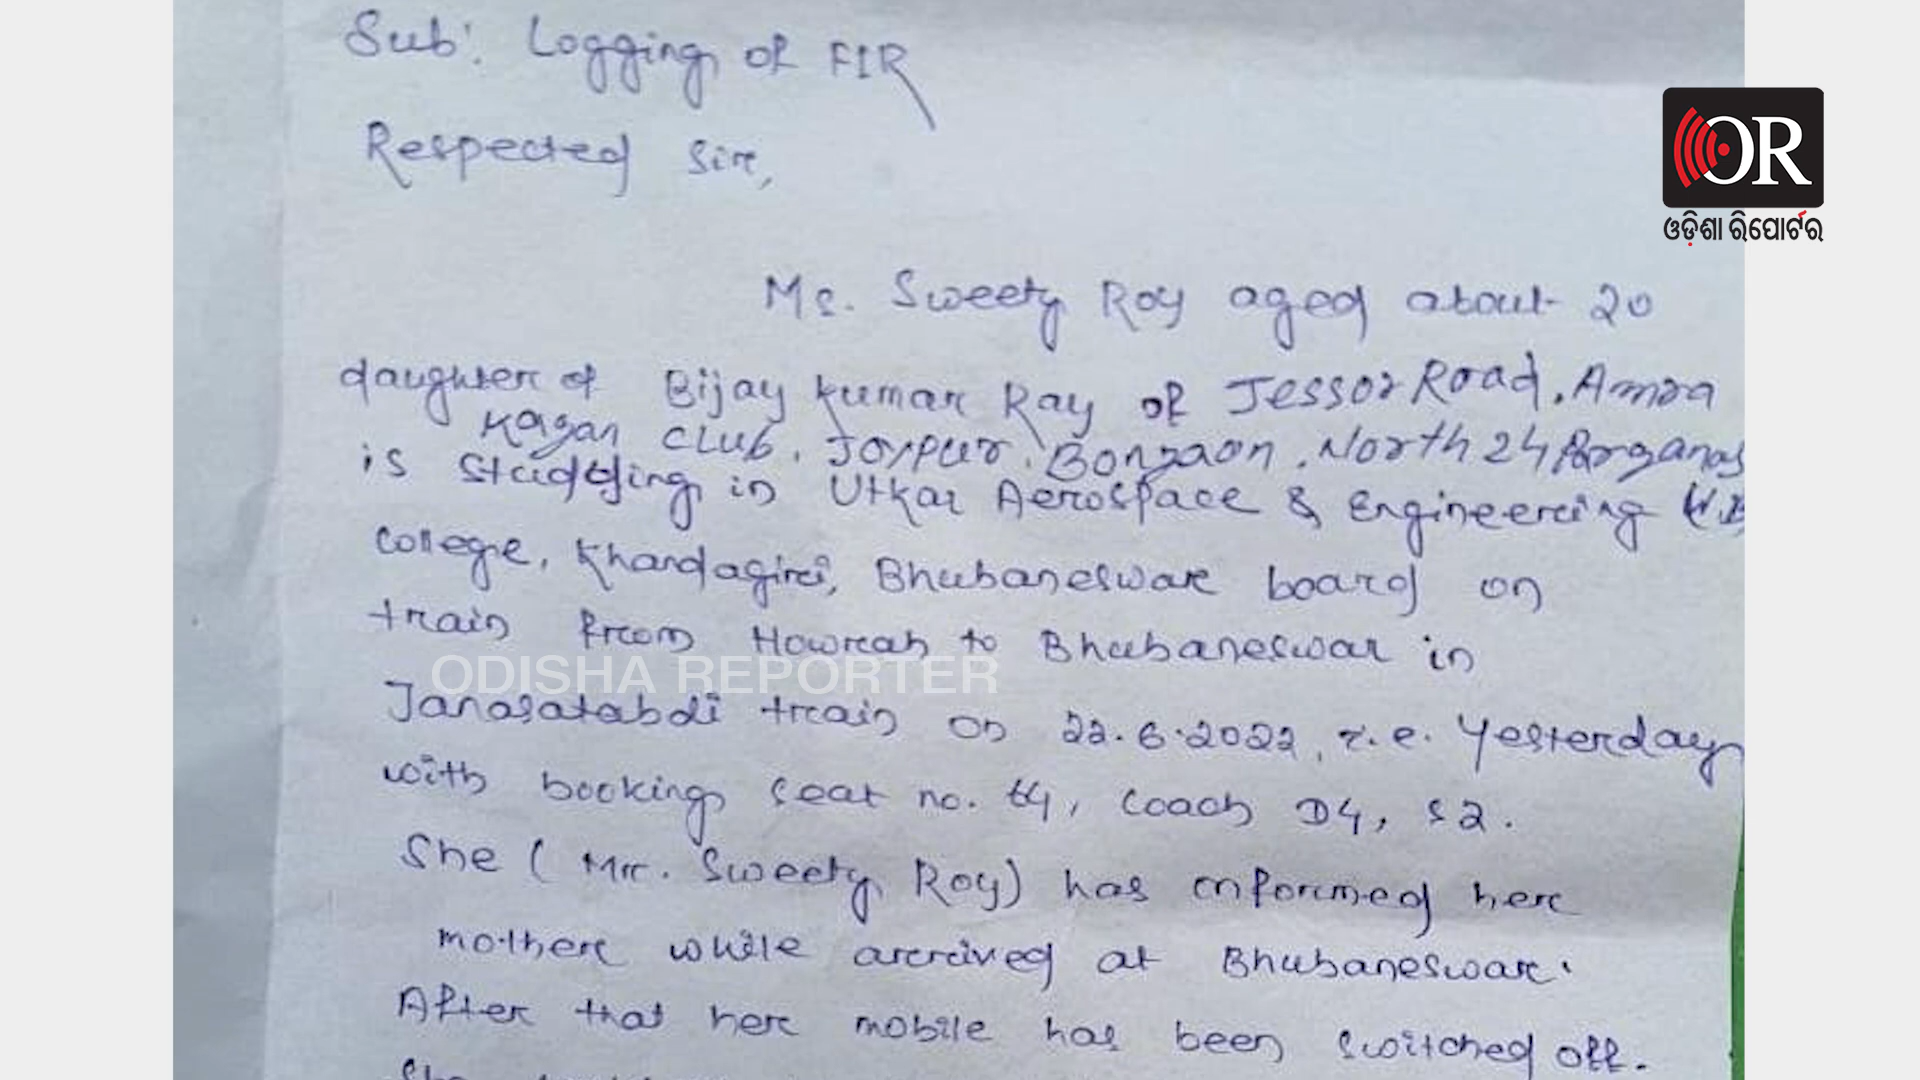 Sub: Logging of FIR
Respected Sir,
OR
ଓଡ଼ିଶା ରିପୋର୍ଟର
Ms. Sweety Roy aged about 20
daughter of Bijay Kumar Ray of Jessor Road, Amra
Kagan Club, Joypur, Bongaon, North 24 Parganas
is studying in Utkal Aerospace & Engineering (W.B
College, Khandagiri, Bhubaneswar board on
train from Howrah to Bhubaneswar in
ODISHA REPORTER
Janasatabdi train on 22.6.2022, i.e. Yesterday
with booking seat no. 64, Coach D4, S2.
She ( Mr. Sweety Roy) has informed her
mother while arrived at Bhubaneswar.
After that her mobile has been switched off.
She